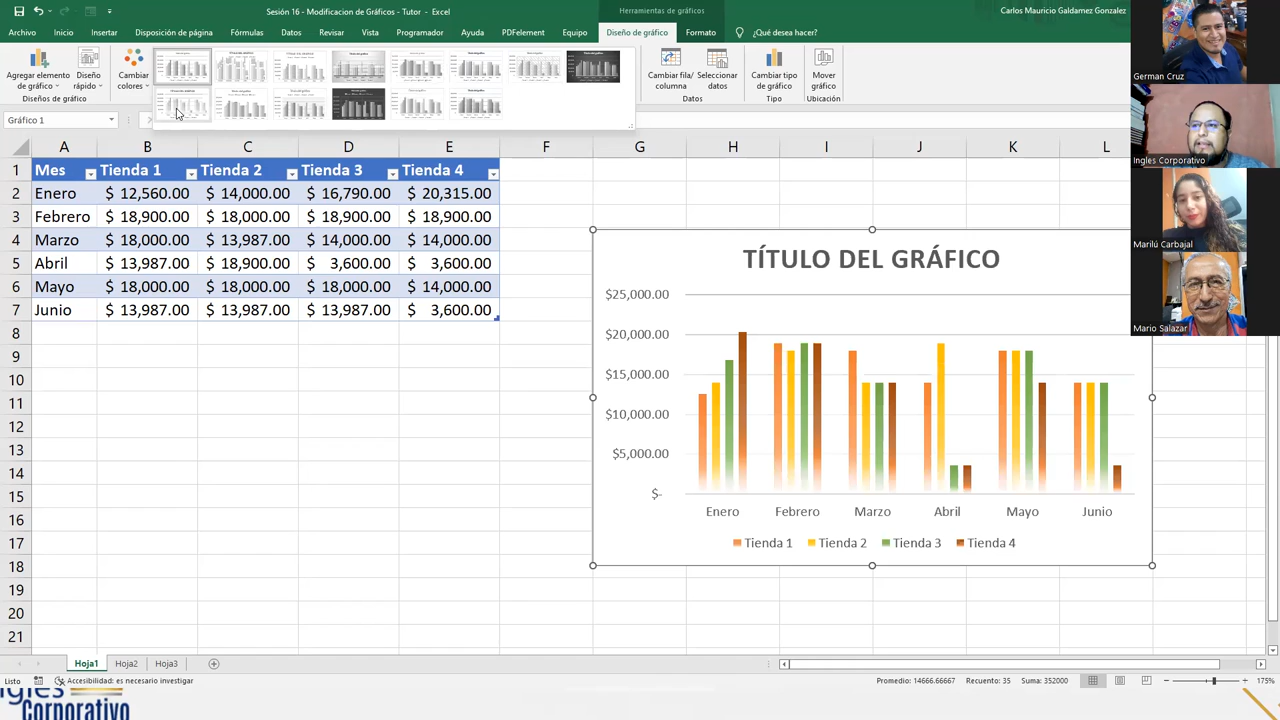 Sesión 16 - Modificacion de Gráficos - Tutor - Excel
Herramientas de gráficos
Carlos Mauricio Galdamez Gonzalez
Archivo Inicio Insertar Disposición de página Fórmulas Datos Revisar Vista Programador Ayuda PDFelement Equipo Diseño de gráfico Formato ¿Qué desea hacer?
Agregar elemento de gráfico
Diseño rápido
Cambiar colores
Cambiar fila/columna
Seleccionar datos
Cambiar tipo de gráfico
Mover gráfico
Diseños de gráfico
Datos
Tipo
Ubicación
Gráfico 1
A B C D E F G H I J K L
1 Mes Tienda 1 Tienda 2 Tienda 3 Tienda 4
2 Enero $ 12,560.00 $ 14,000.00 $ 16,790.00 $ 20,315.00
3 Febrero $ 18,900.00 $ 18,000.00 $ 18,900.00 $ 18,900.00
4 Marzo $ 18,000.00 $ 13,987.00 $ 14,000.00 $ 14,000.00
5 Abril $ 13,987.00 $ 18,900.00 $ 3,600.00 $ 3,600.00
6 Mayo $ 18,000.00 $ 18,000.00 $ 18,000.00 $ 14,000.00
7 Junio $ 13,987.00 $ 13,987.00 $ 13,987.00 $ 3,600.00
8
9
10
11
12
13
14
15
16
17
18
19
20
21
TÍTULO DEL GRÁFICO
$25,000.00
$20,000.00
$15,000.00
$10,000.00
$5,000.00
$-
Enero Febrero Marzo Abril Mayo Junio
Tienda 1 Tienda 2 Tienda 3 Tienda 4
German Cruz
Ingles Corporativo
Marilú Carbajal
Mario Salazar
Hoja1 Hoja2 Hoja3
Listo
Accesibilidad: es necesario investigar
Promedio: 14666.66667 Recuento: 35 Suma: 352000
175%
Ingles
Corporativo